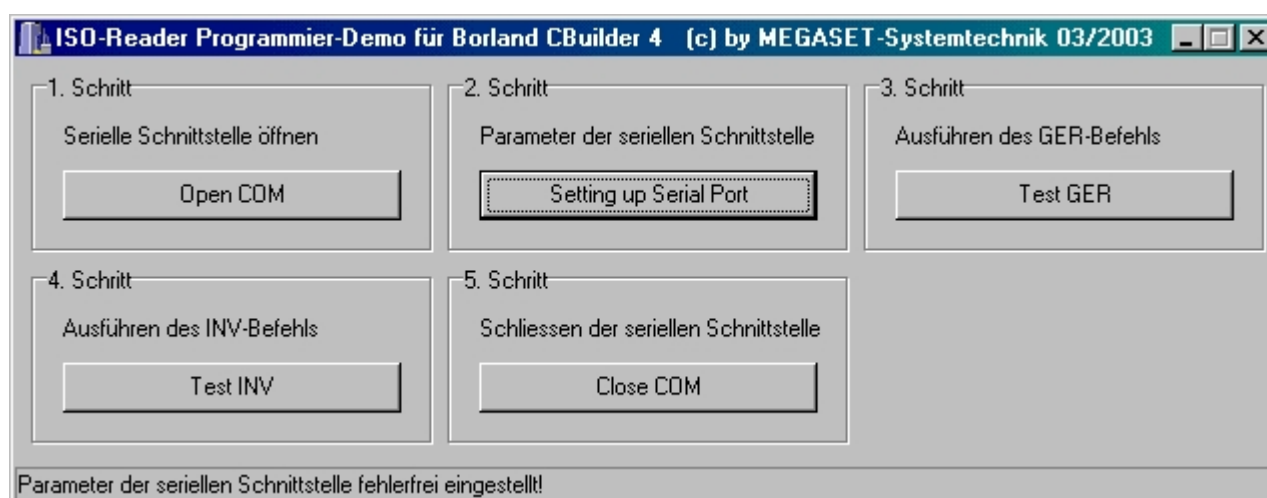 ISO-Reader Programmier-Demo für Borland CBuilder 4 (c) by MEGASET-Systemtechnik 03/2003
1. Schritt
Serielle Schnittstelle öffnen
Open COM
2. Schritt
Parameter der seriellen Schnittstelle
Setting up Serial Port
3. Schritt
Ausführen des GER-Befehls
Test GER
4. Schritt
Ausführen des INV-Befehls
Test INV
5. Schritt
Schliessen der seriellen Schnittstelle
Close COM
Parameter der seriellen Schnittstelle fehlerfrei eingestellt!